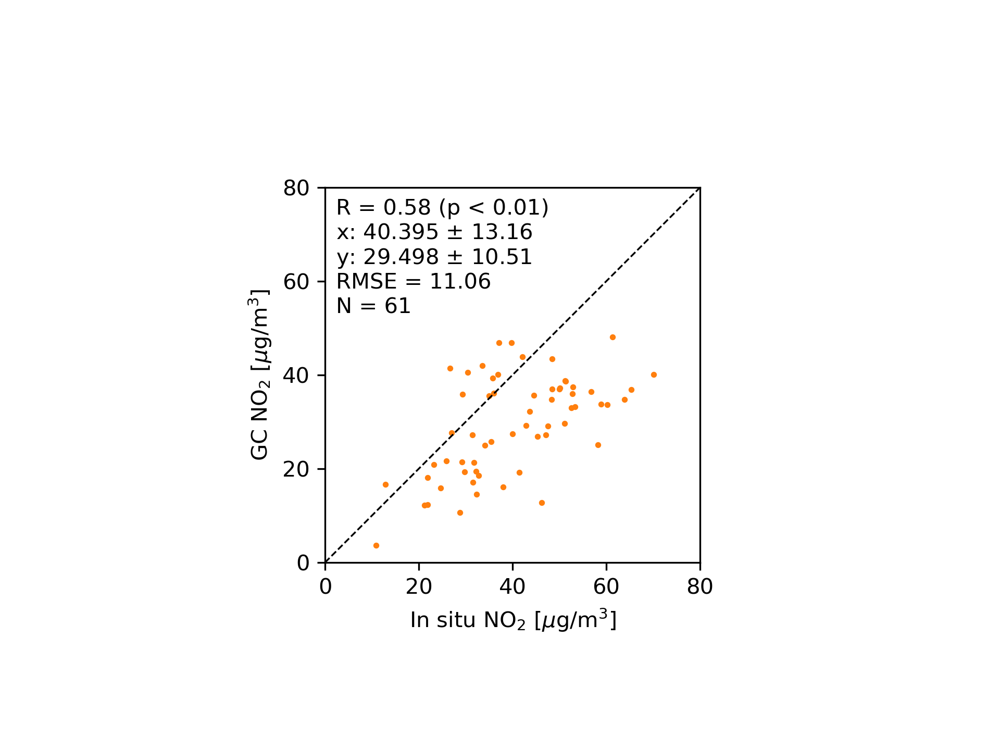 80
R = 0.58 (p < 0.01)
x: 40.395 ± 13.16
y: 29.498 ± 10.51
RMSE = 11.06
N = 61
60
40
20
0
GC NO₂ [μg/m³]
0 20 40 60 80
In situ NO₂ [μg/m³]